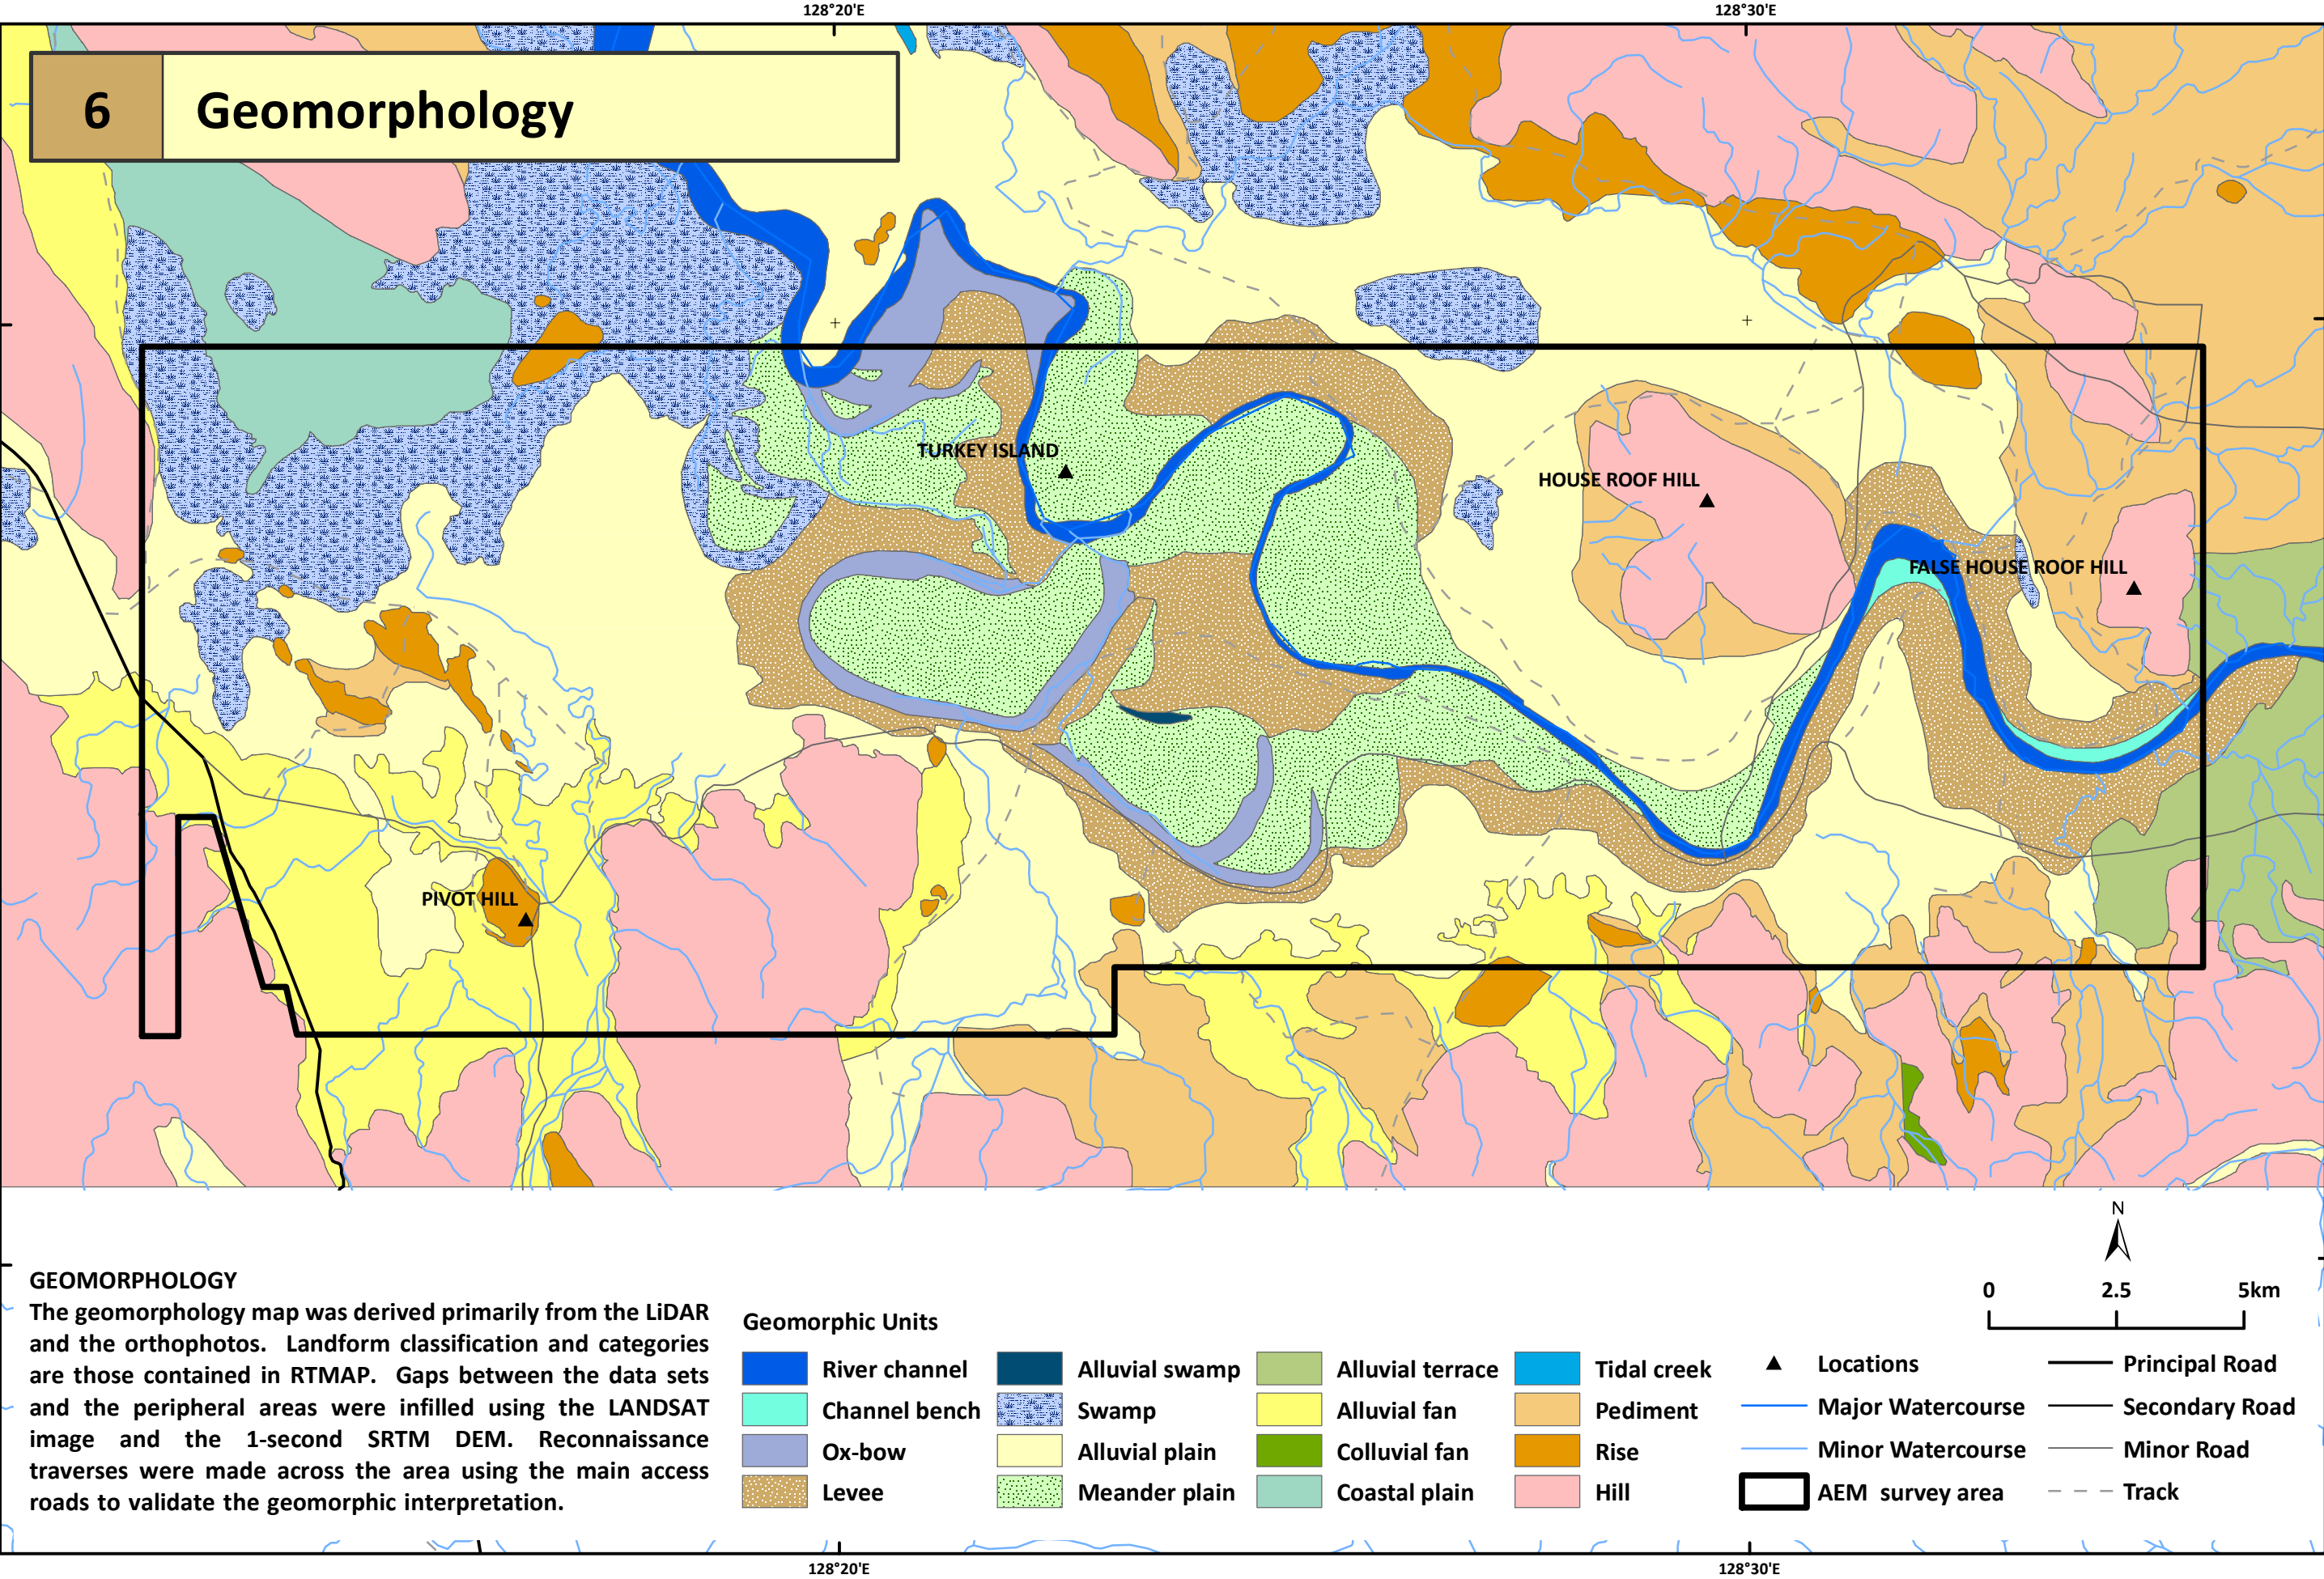 128°20'E
128°30'E
6
Geomorphology
TURKEY ISLAND
HOUSE ROOF HILL
FALSE HOUSE ROOF HILL
PIVOT HILL
GEOMORPHOLOGY
The geomorphology map was derived primarily from the LiDAR
and the orthophotos. Landform classification and categories
are those contained in RTMAP. Gaps between the data sets
and the peripheral areas were infilled using the LANDSAT
image and the 1-second SRTM DEM. Reconnaissance
traverses were made across the area using the main access
roads to validate the geomorphic interpretation.
Geomorphic Units
River channel
Channel bench
Ox-bow
Levee
Alluvial swamp
Swamp
Alluvial plain
Meander plain
Alluvial terrace
Alluvial fan
Colluvial fan
Coastal plain
Tidal creek
Pediment
Rise
Hill
N
0 2.5 5km
Locations
Major Watercourse
Minor Watercourse
AEM survey area
Principal Road
Secondary Road
Minor Road
Track
128°20'E
128°30'E